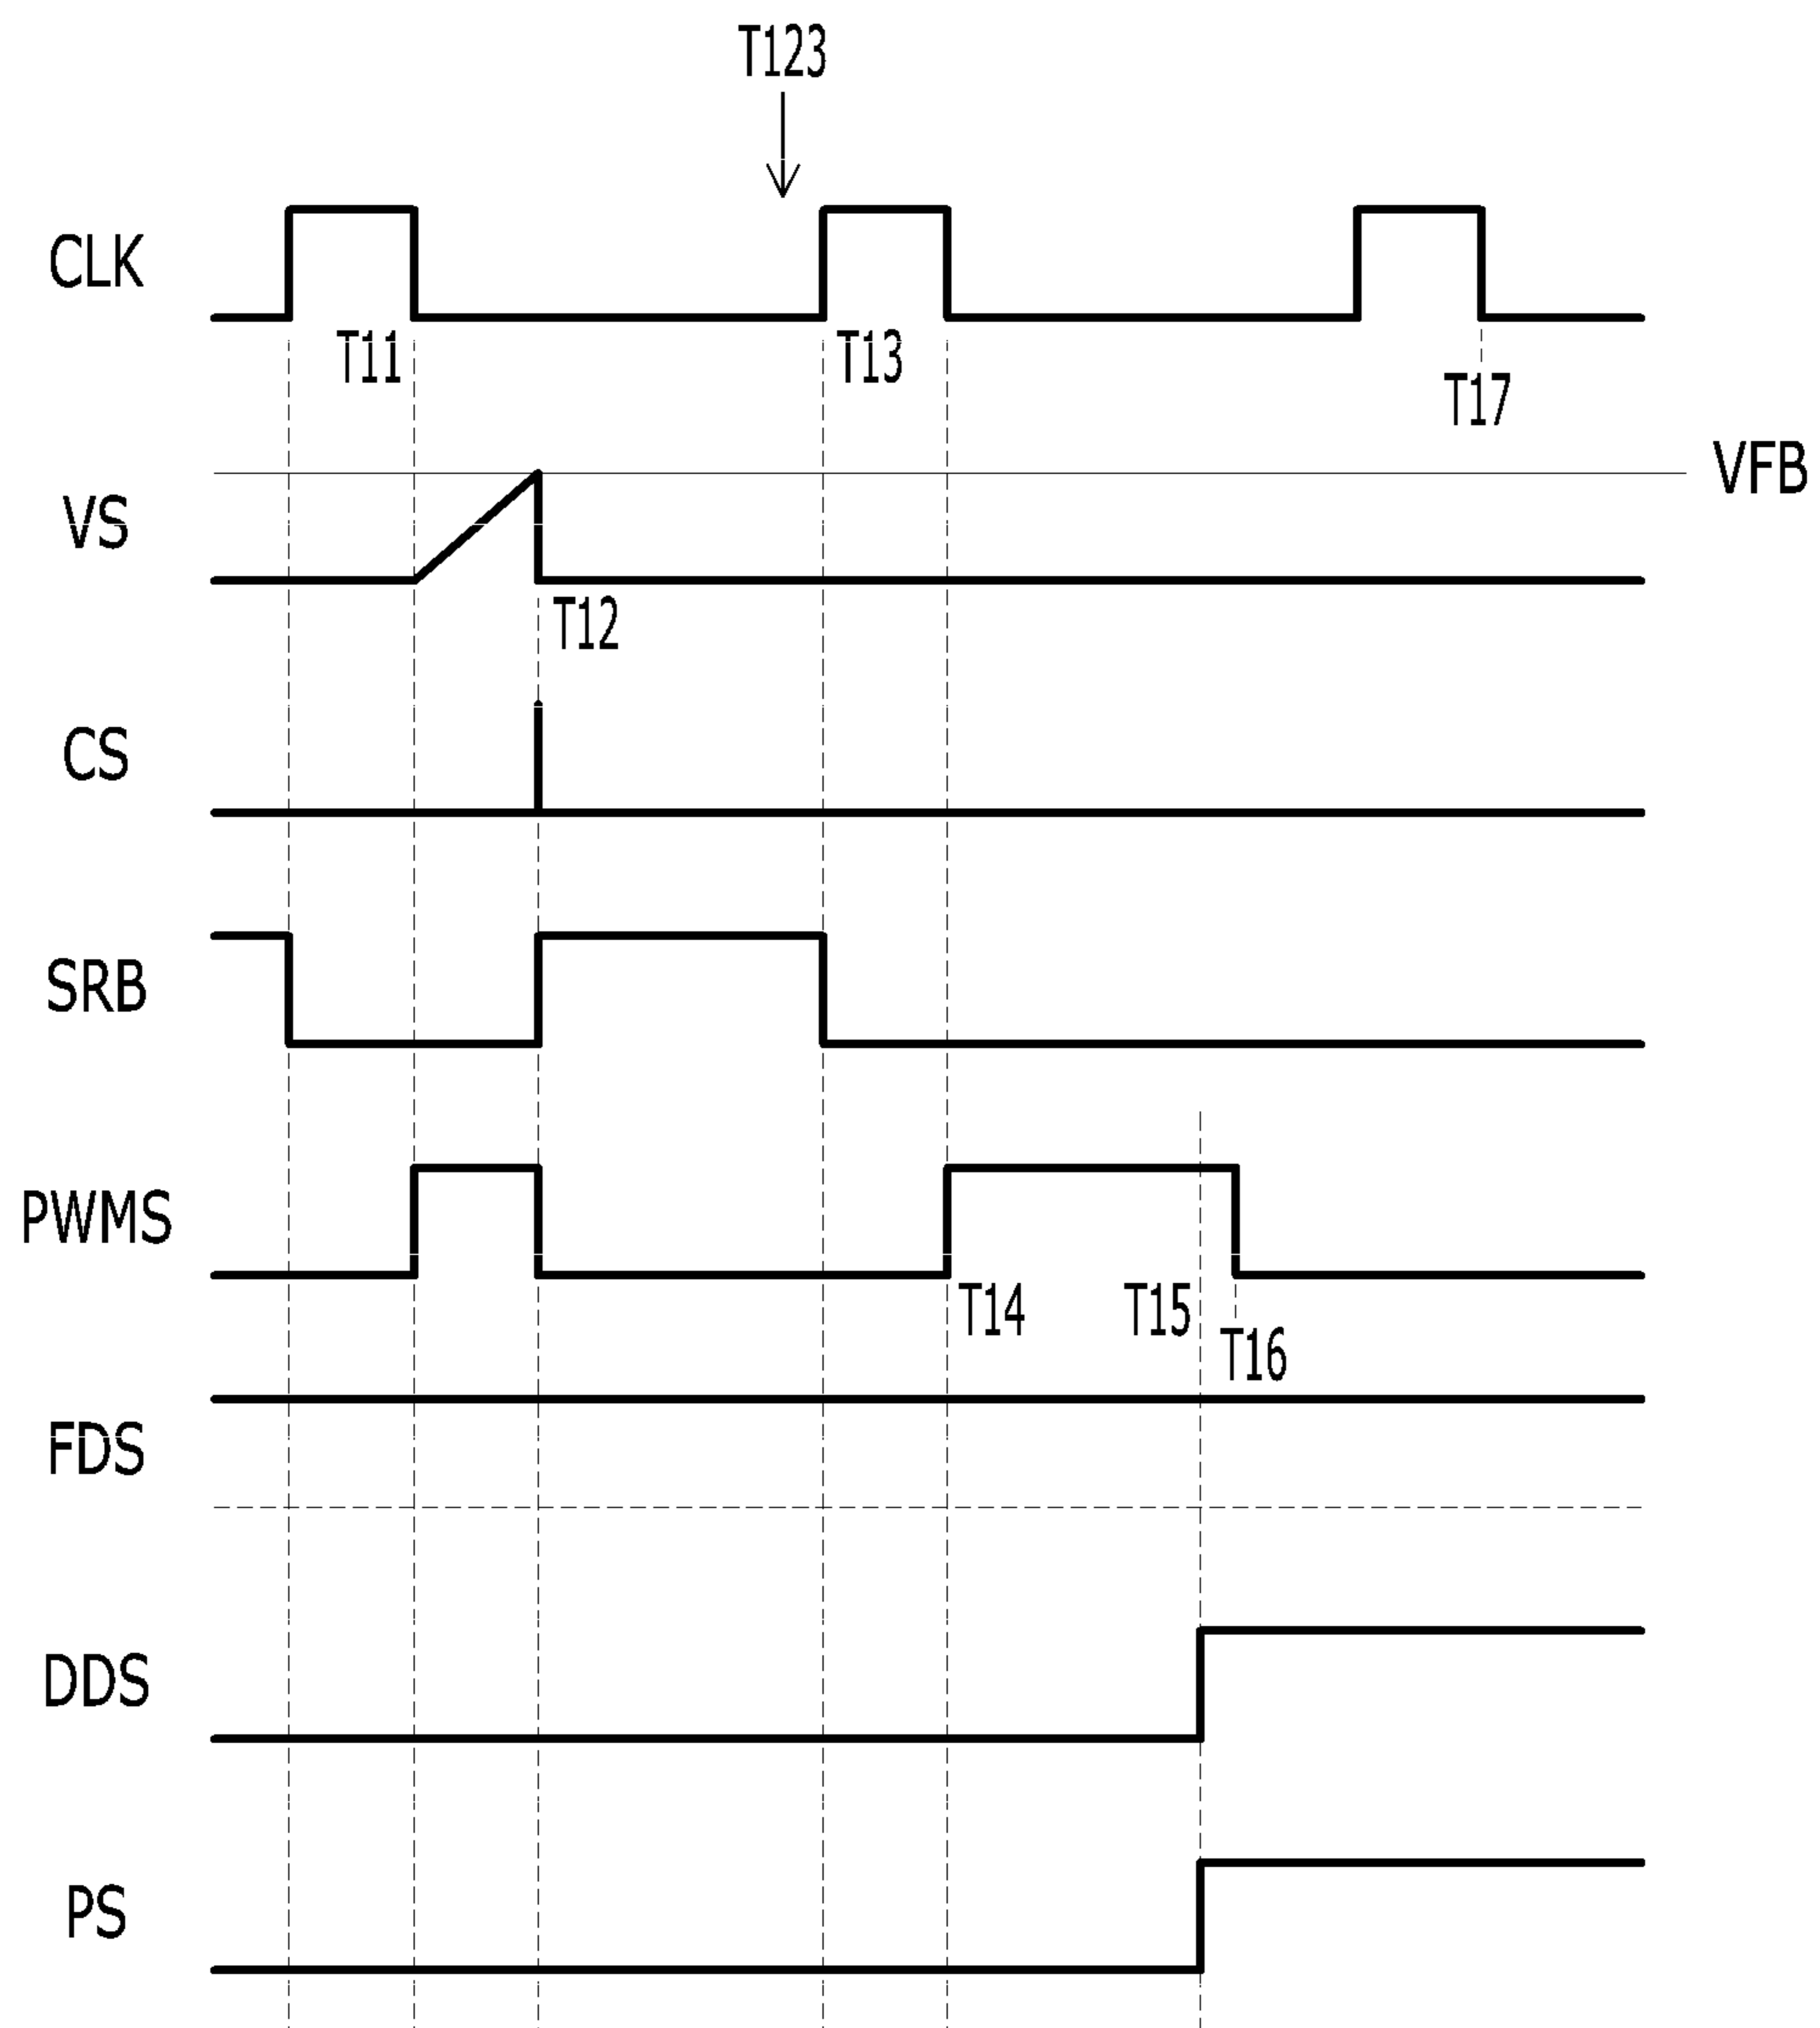 T123
CLK
T11
T13
T17
VFB
VS
T12
CS
SRB
PWMS
T14
T15
T16
FDS
DDS
PS